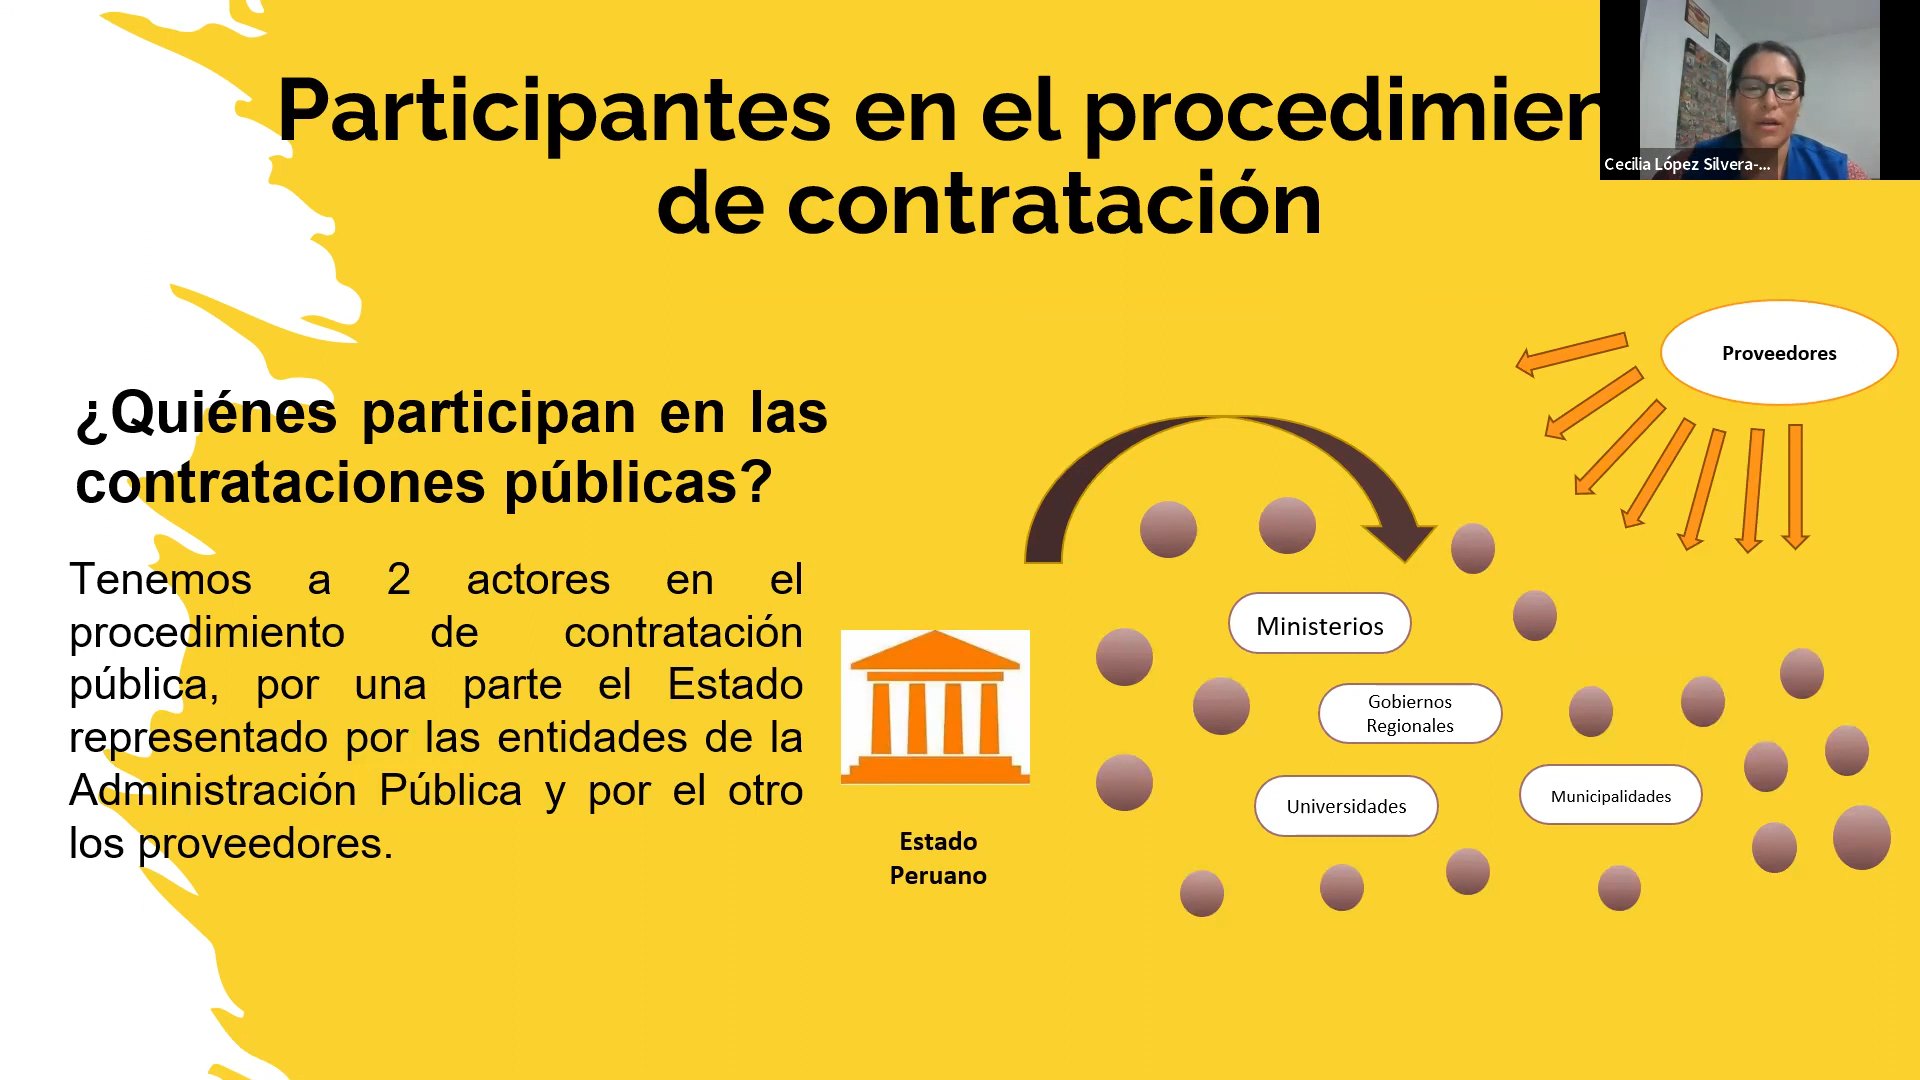 Participantes en el procedimien
de contratación
Cecilia López Silvera-...
Proveedores
¿Quiénes participan en las
contrataciones públicas?
Tenemos a 2 actores en el
procedimiento de contratación
pública, por una parte el Estado
representado por las entidades de la
Administración Pública y por el otro
los proveedores.
Ministerios
Gobiernos
Regionales
Universidades
Municipalidades
Estado
Peruano